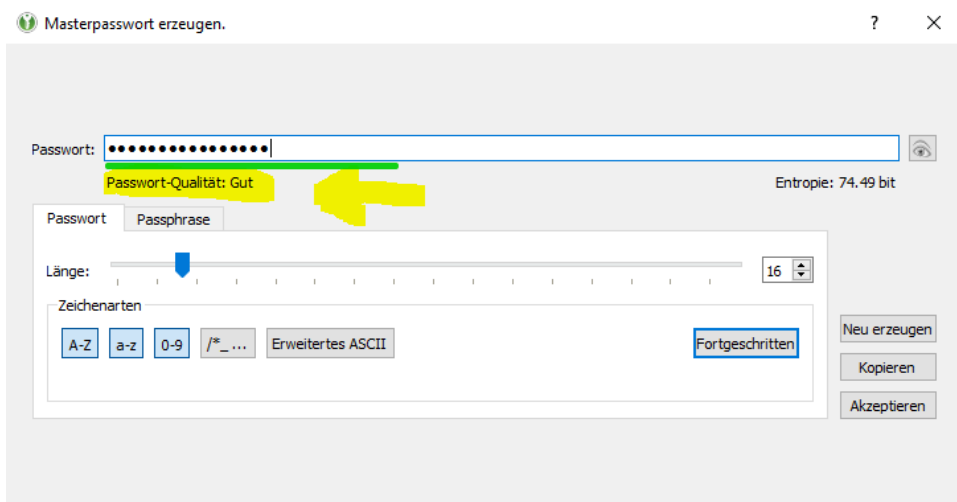 Masterpasswort erzeugen.
Passwort: ●●●●●●●●●●●●●●●●
Passwort-Qualität: Gut Entropie: 74.49 bit
Passwort Passphrase
Länge: 16
Zeichenarten
A-Z a-z 0-9 /*_ ... Erweitertes ASCII Fortgeschritten
Neu erzeugen
Kopieren
Akzeptieren